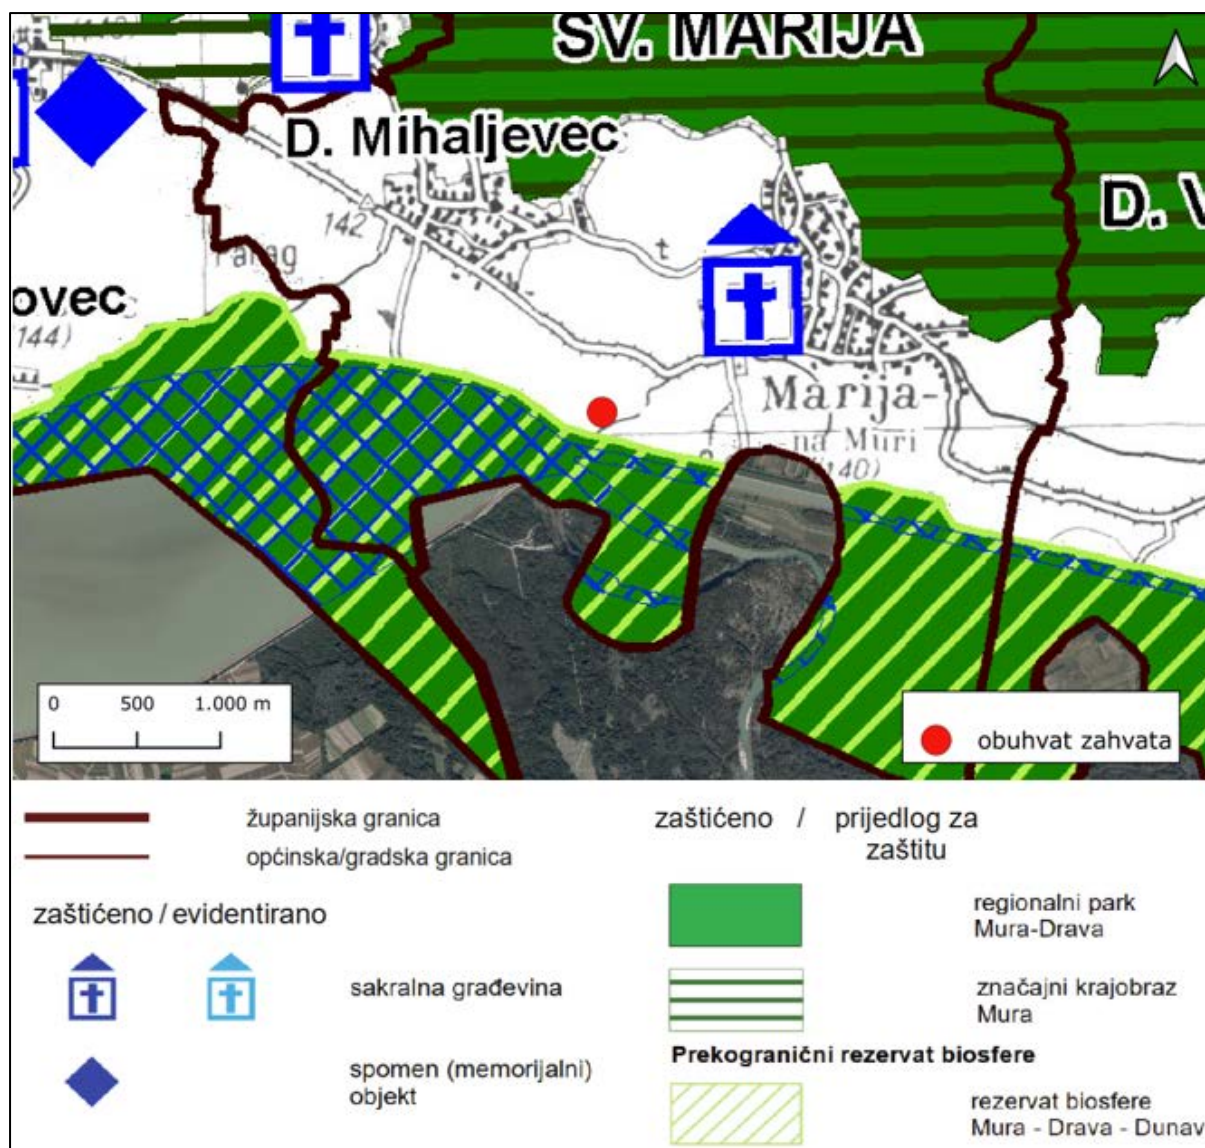 (143)
SV. MARIJA
D. Mihaljevec
142
D. V
Parag
t
ovec
144)
Marija-
na Muri
(140)
0 500 1.000 m
obuhvat zahvata
županijska granica
općinska/gradska granica
zaštićeno / evidentirano
sakralna građevina
spomen (memorijalni)
objekt
zaštićeno / prijedlog za
zaštitu
regionalni park
Mura-Drava
značajni krajobraz
Mura
Prekogranični rezervat biosfere
rezervat biosfere
Mura - Drava - Dunav